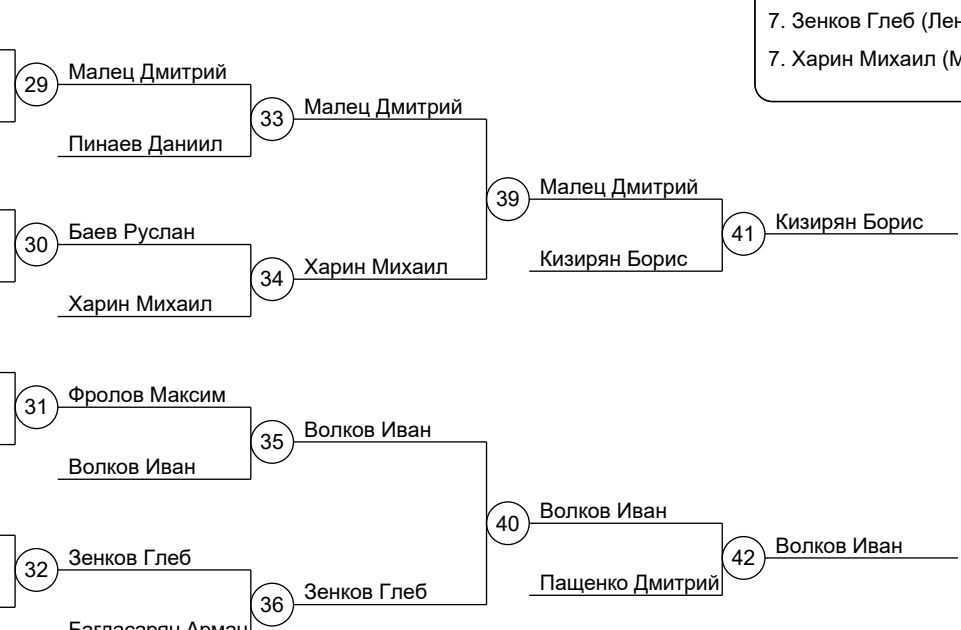 7. Зенков Глеб
7. Харин Михаил
29
Малец Дмитрий
33
Малец Дмитрий
Пинаев Даниил
39
Малец Дмитрий
41
Кизирян Борис
30
Баев Руслан
34
Харин Михаил
Кизирян Борис
Харин Михаил
31
Фролов Максим
35
Волков Иван
Волков Иван
40
Волков Иван
42
Волков Иван
32
Зенков Глеб
36
Зенков Глеб
Пащенко Дмитрий
Багдасарян Арман